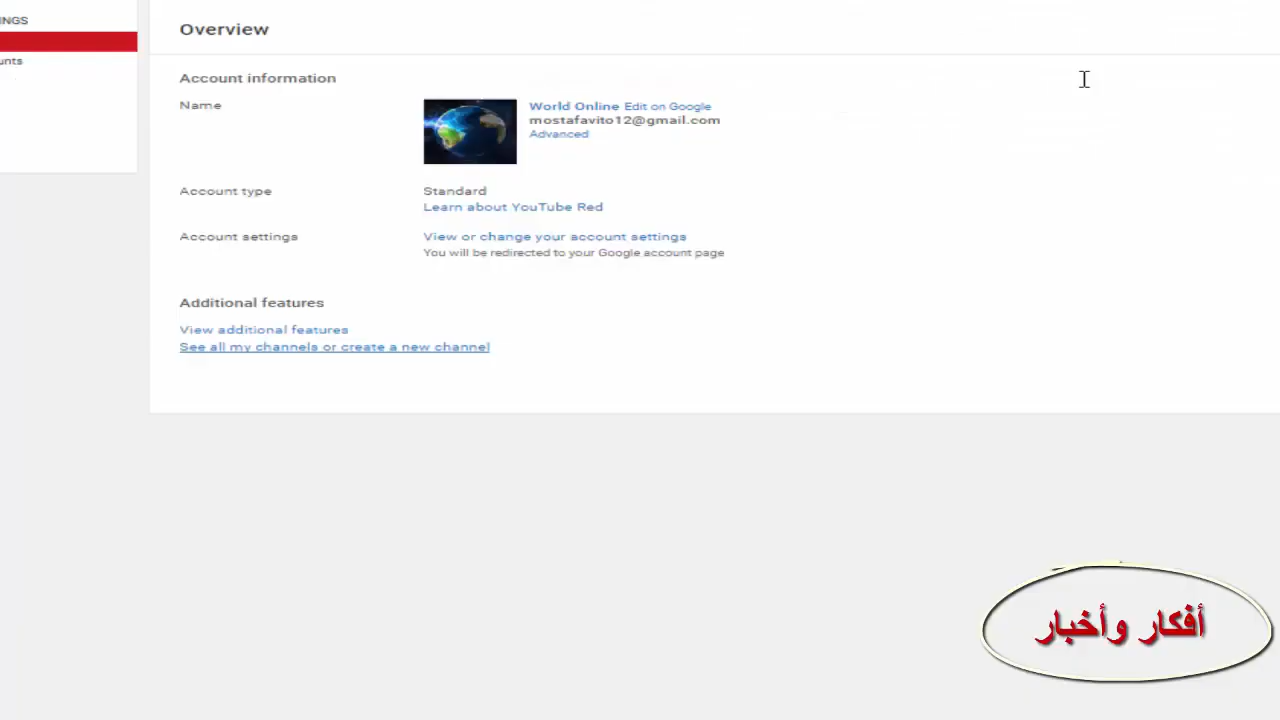 INGS
unts
Overview
Account information
Name
World Online Edit on Google
mostafavito12@gmail.com
Advanced
Account type
Standard
Learn about YouTube Red
Account settings
View or change your account settings
You will be redirected to your Google account page
Additional features
View additional features
See all my channels or create a new channel
أفكار وأخبار